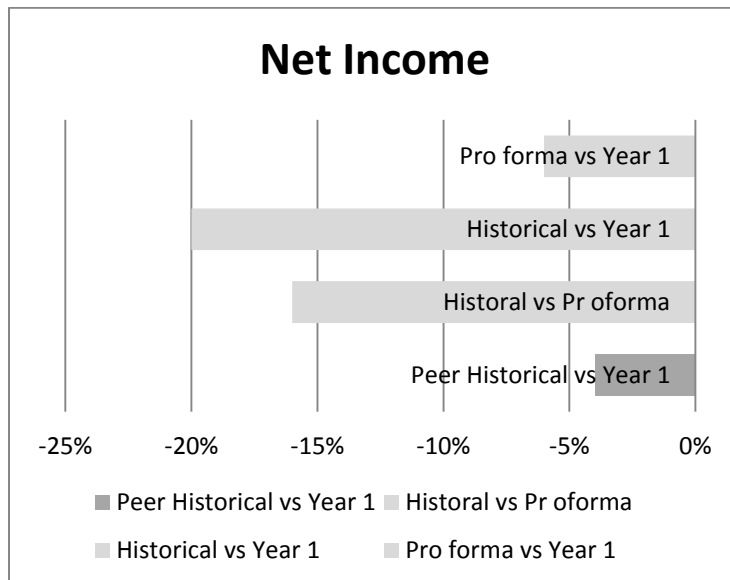 Net Income
Pro forma vs Year 1
Historical vs Year 1
Historal vs Pr oforma
Peer Historical vs Year 1
-25% -20% -15% -10% -5% 0%
Peer Historical vs Year 1 Historal vs Pr oforma
Historical vs Year 1 Pro forma vs Year 1